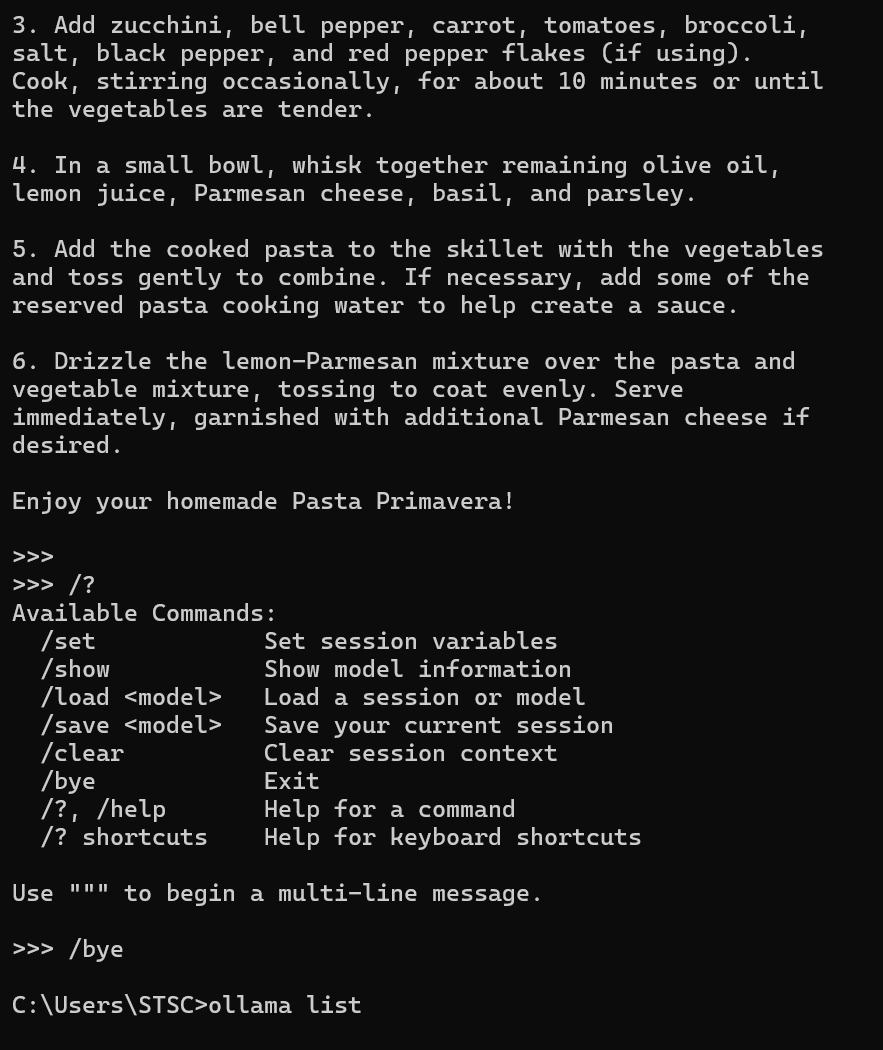 3. Add zucchini, bell pepper, carrot, tomatoes, broccoli,
salt, black pepper, and red pepper flakes (if using).
Cook, stirring occasionally, for about 10 minutes or until
the vegetables are tender.
4. In a small bowl, whisk together remaining olive oil,
lemon juice, Parmesan cheese, basil, and parsley.
5. Add the cooked pasta to the skillet with the vegetables
and toss gently to combine. If necessary, add some of the
reserved pasta cooking water to help create a sauce.
6. Drizzle the lemon-Parmesan mixture over the pasta and
vegetable mixture, tossing to coat evenly. Serve
immediately, garnished with additional Parmesan cheese if
desired.
Enjoy your homemade Pasta Primavera!
>>>
>>> /?
Available Commands:
  /set            Set session variables
  /show           Show model information
  /load <model>   Load a session or model
  /save <model>   Save your current session
  /clear          Clear session context
  /bye            Exit
  /?, /help       Help for a command
  /? shortcuts    Help for keyboard shortcuts
Use """ to begin a multi-line message.
>>> /bye
C:\Users\STSC>ollama list